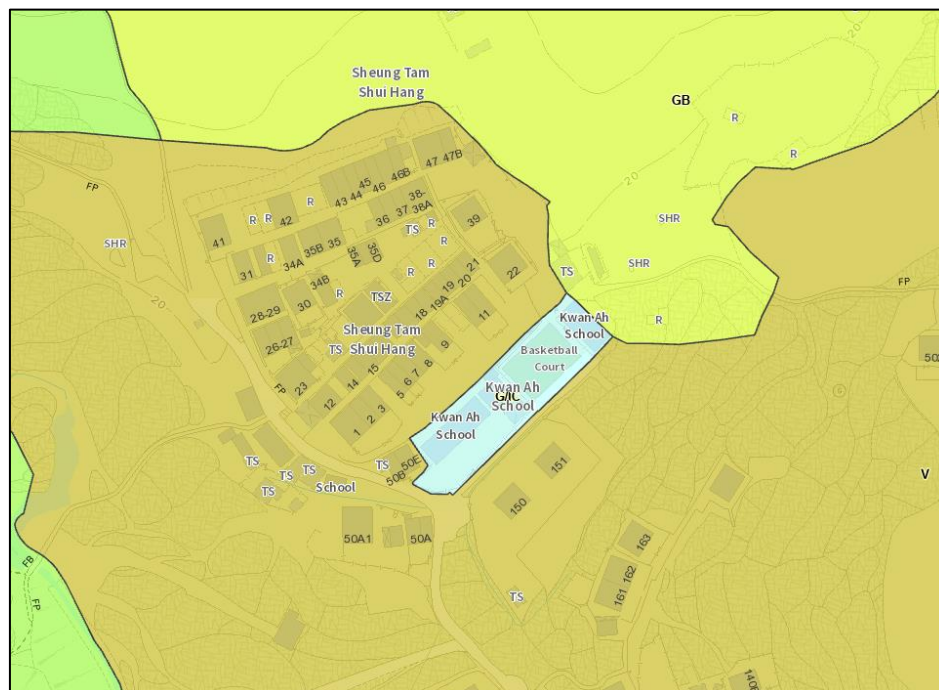 20
Sheung Tam
Shui Hang
GB
R
R
20
FP
47B
47
46B
45
46
44
43
38-
38A
37
36
R
R
R
42
41
SHR
20
TS
R
R
R
R
39
SHR
SHR
35
35B
35A
35D
34A
R
31
34B
R
30
TSZ
28-29
26-27
21
20
19
19A
18
22
11
TS
FP
R
Kwan Ah
School
Basketball
Court
Kwan Ah
School
G/IC
Kwan Ah
School
Sheung Tam
Shui Hang
TS
9
8
7
6
5
15
14
12
23
FP
3
2
1
50E
50B
TS
TS
TS
TS
TS
School
151
150
V
50A1
50A
163
162
161
TS
FB
FP